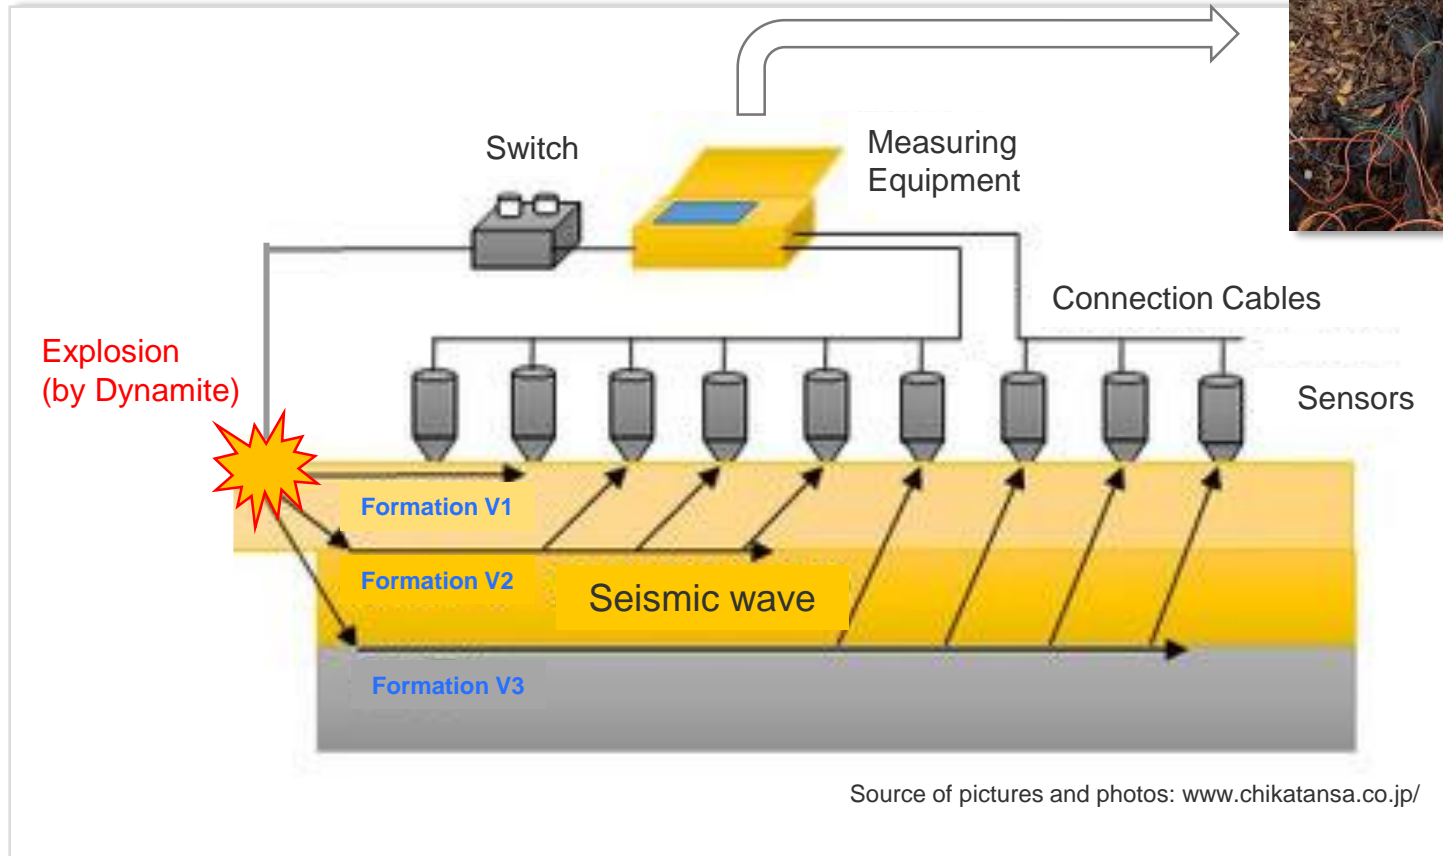 Switch
Measuring
Equipment
Connection Cables
Explosion
(by Dynamite)
Sensors
Formation V1
Formation V2
Seismic wave
Formation V3
Source of pictures and photos: www.chikatansa.co.jp/